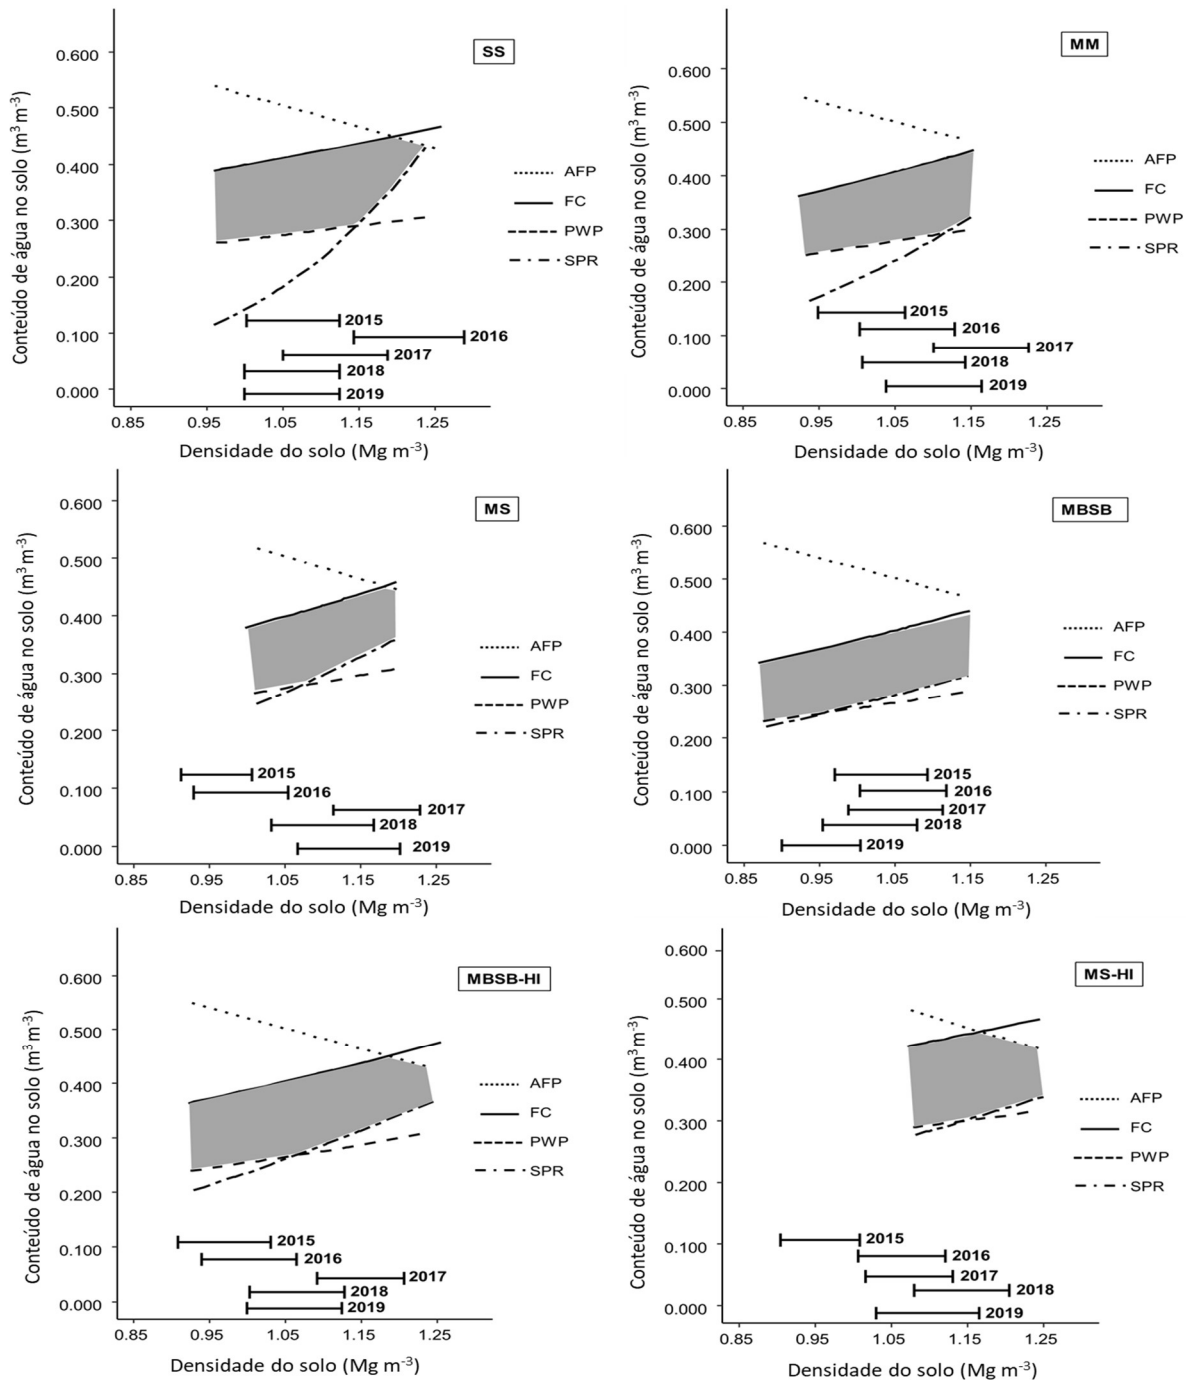 SS
Conteúdo de água no solo (m³ m⁻³)
0.600
0.500
0.400
0.300
0.200
0.100
0.000
AFP
FC
PWP
SPR
2015
2016
2017
2018
2019
0.85 0.95 1.05 1.15 1.25
Densidade do solo (Mg m⁻³)
MM
Conteúdo de água no solo (m³ m⁻³)
0.600
0.500
0.400
0.300
0.200
0.100
0.000
AFP
FC
PWP
SPR
2015
2016
2017
2018
2019
0.85 0.95 1.05 1.15 1.25
Densidade do solo (Mg m⁻³)
MS
Conteúdo de água no solo (m³ m⁻³)
0.600
0.500
0.400
0.300
0.200
0.100
0.000
AFP
FC
PWP
SPR
2015
2016
2017
2018
2019
0.85 0.95 1.05 1.15 1.25
Densidade do solo (Mg m⁻³)
MBSB
Conteúdo de água no solo (m³ m⁻³)
0.600
0.500
0.400
0.300
0.200
0.100
0.000
AFP
FC
PWP
SPR
2015
2016
2017
2018
2019
0.85 0.95 1.05 1.15 1.25
Densidade do solo (Mg m⁻³)
MBSB-HI
Conteúdo de água no solo (m³ m⁻³)
0.600
0.500
0.400
0.300
0.200
0.100
0.000
AFP
FC
PWP
SPR
2015
2016
2017
2018
2019
0.85 0.95 1.05 1.15 1.25
Densidade do solo (Mg m⁻³)
MS-HI
Conteúdo de água no solo (m³ m⁻³)
0.600
0.500
0.400
0.300
0.200
0.100
0.000
AFP
FC
PWP
SPR
2015
2016
2017
2018
2019
0.85 0.95 1.05 1.15 1.25
Densidade do solo (Mg m⁻³)